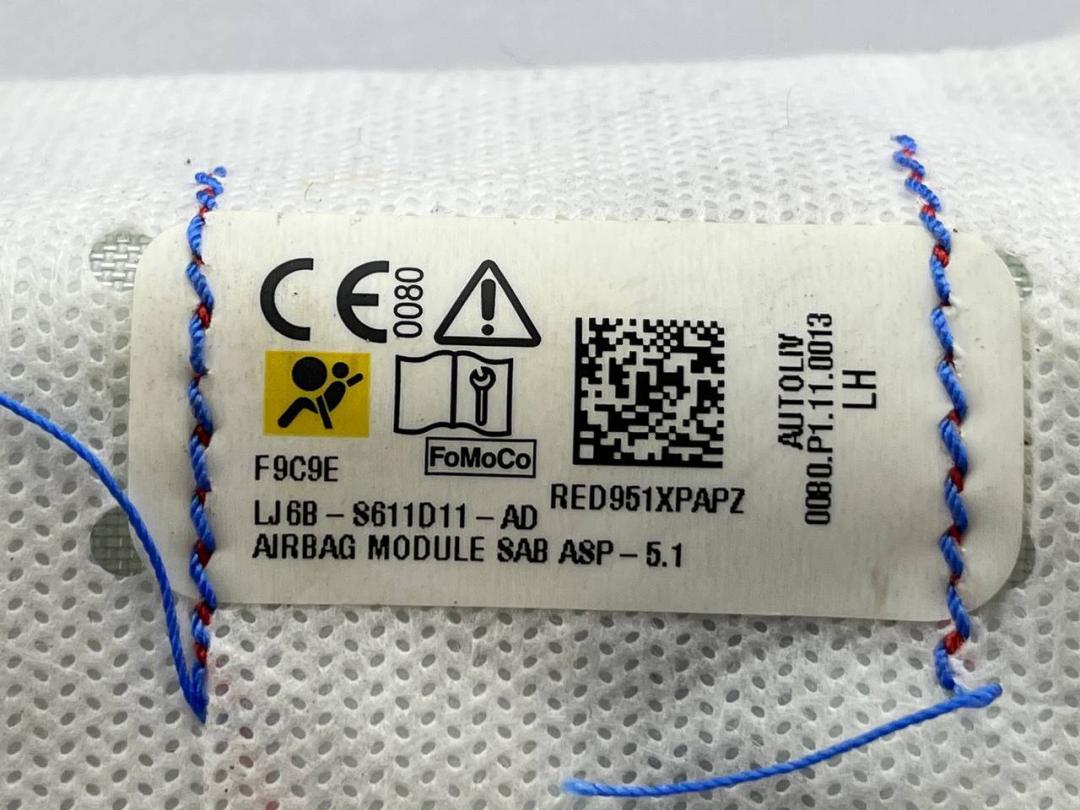 CE 0080
FoMoCo
F9C9E
LJ6B-S611D11-AD
RED951XPAPZ
AIRBAG MODULE SAB ASP-5.1
AUTOLIV
0080.P1.111.0013
LH